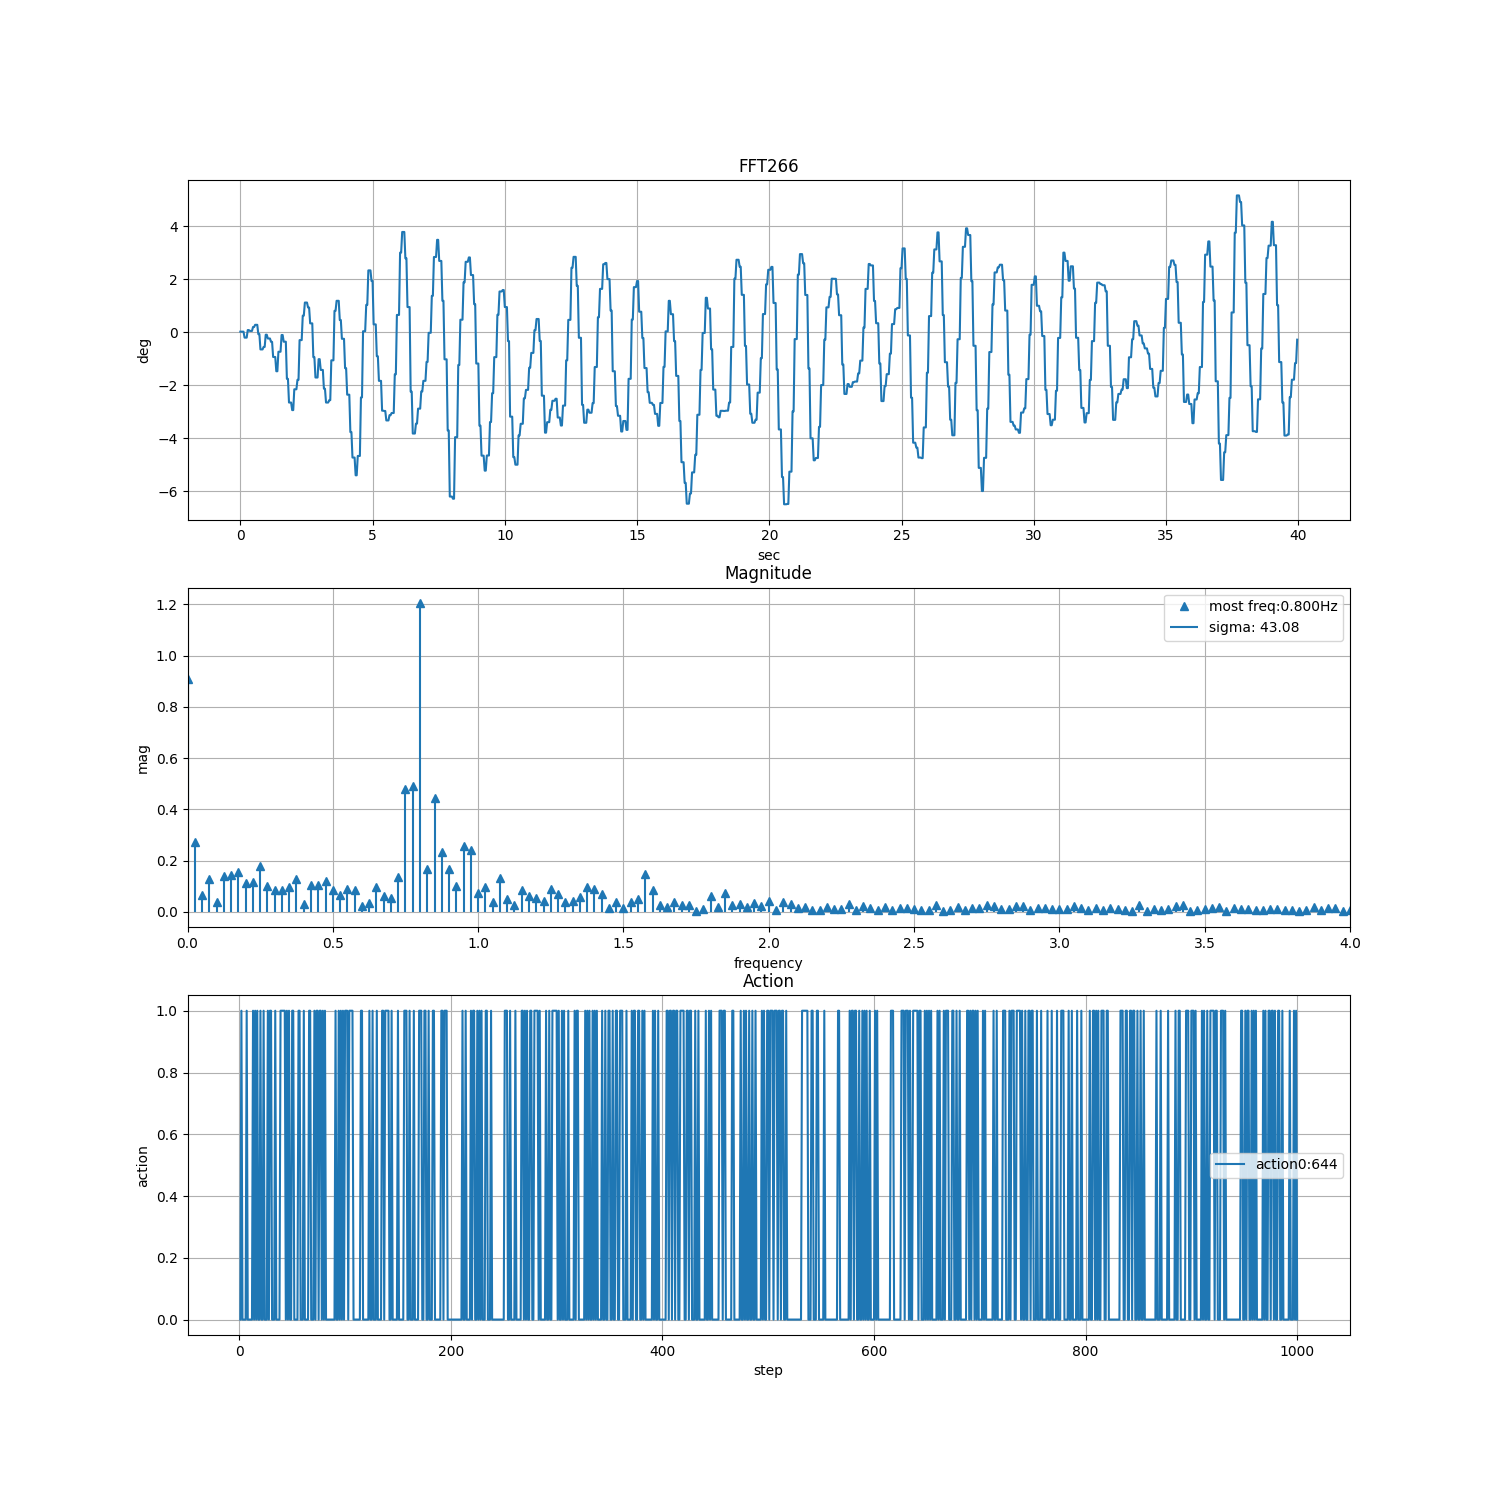 FFT266
4
2
0
−2
−4
−6
deg
0 5 10 15 20 25 30 35 40
sec
Magnitude
1.2
1.0
0.8
0.6
0.4
0.2
0.0
mag
most freq:0.800Hz
sigma: 43.08
0.0 0.5 1.0 1.5 2.0 2.5 3.0 3.5 4.0
frequency
Action
1.0
0.8
0.6
0.4
0.2
0.0
action
action0:644
0 200 400 600 800 1000
step